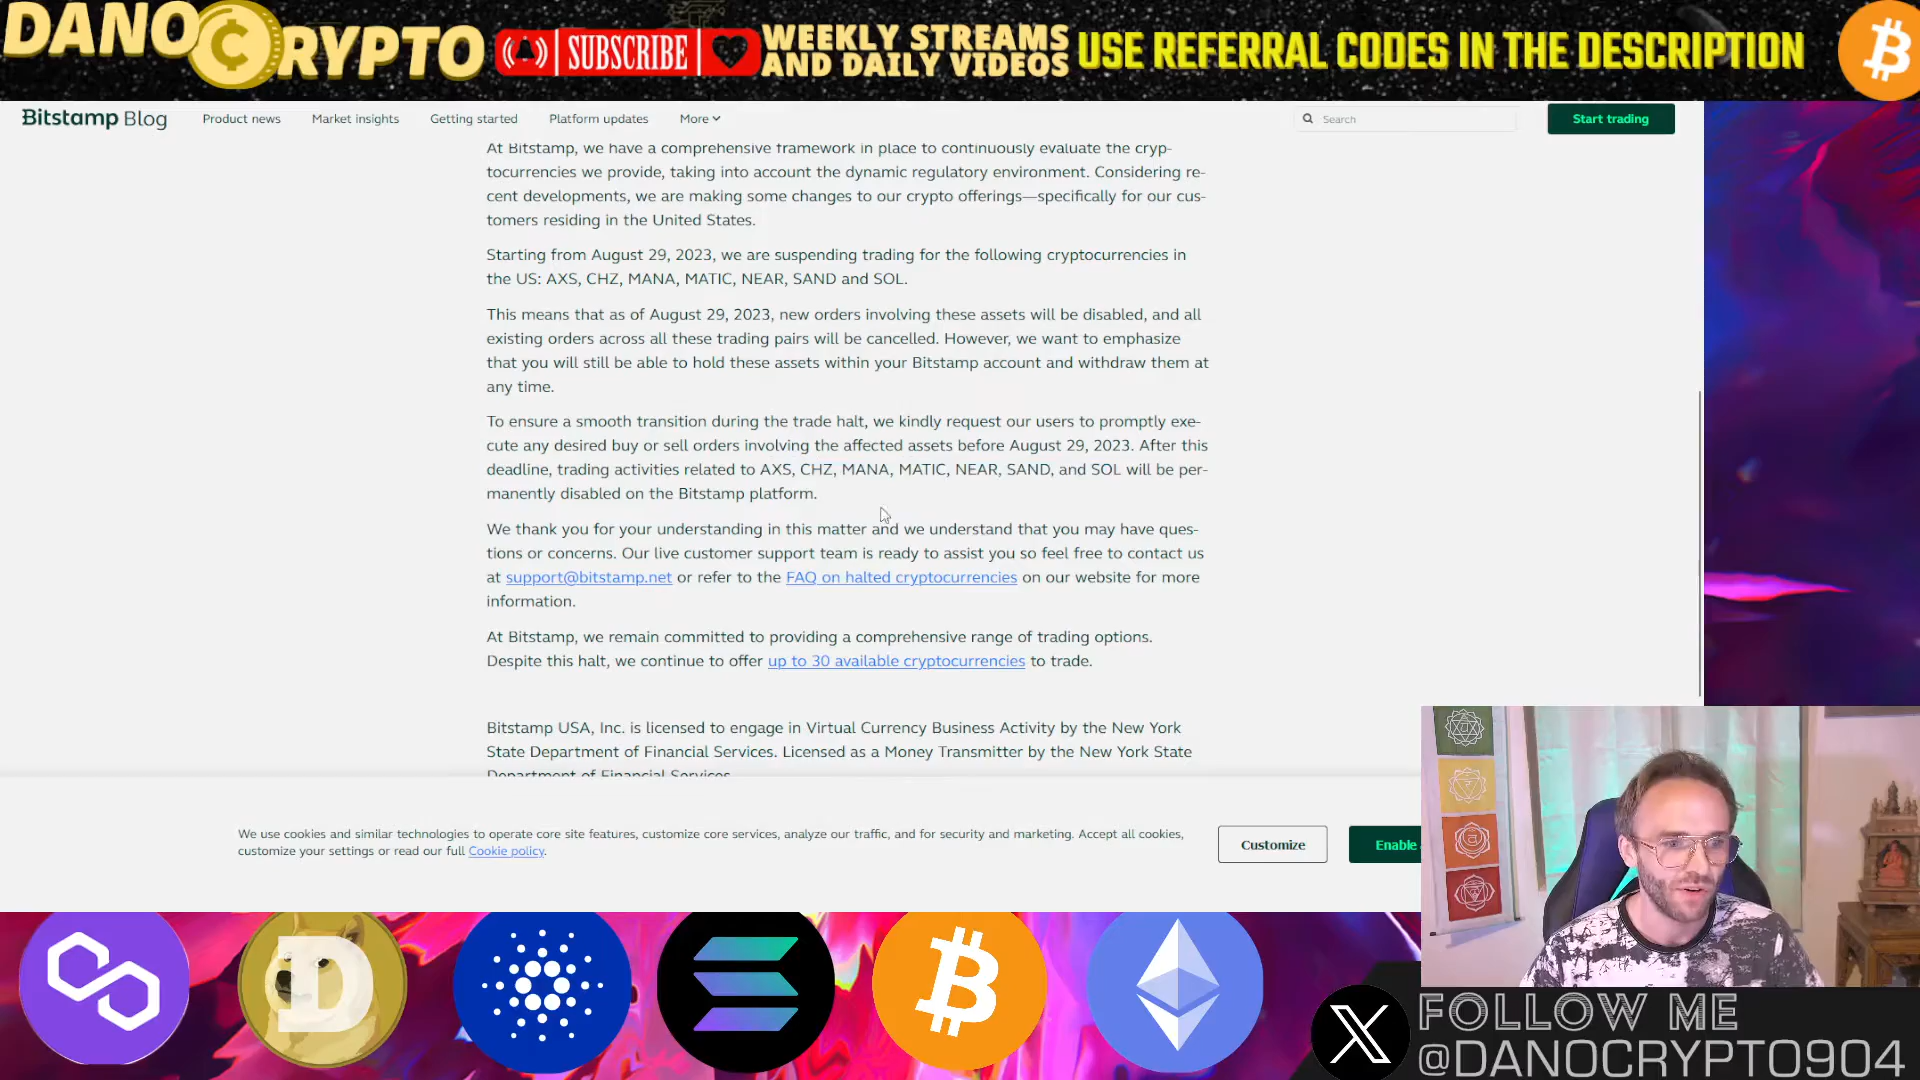 DANO CRYPTO
SUBSCRIBE
WEEKLY STREAMS
AND DAILY VIDEOS
USE REFERRAL CODES IN THE DESCRIPTION
Bitstamp Blog
Product news
Market insights
Getting started
Platform updates
More
Search
Start trading
At Bitstamp, we have a comprehensive framework in place to continuously evaluate the cryp-
tocurrencies we provide, taking into account the dynamic regulatory environment. Considering re-
cent developments, we are making some changes to our crypto offerings—specifically for our cus-
tomers residing in the United States.
Starting from August 29, 2023, we are suspending trading for the following cryptocurrencies in
the US: AXS, CHZ, MANA, MATIC, NEAR, SAND and SOL.
This means that as of August 29, 2023, new orders involving these assets will be disabled, and all
existing orders across all these trading pairs will be cancelled. However, we want to emphasize
that you will still be able to hold these assets within your Bitstamp account and withdraw them at
any time.
To ensure a smooth transition during the trade halt, we kindly request our users to promptly exe-
cute any desired buy or sell orders involving the affected assets before August 29, 2023. After this
deadline, trading activities related to AXS, CHZ, MANA, MATIC, NEAR, SAND, and SOL will be per-
manently disabled on the Bitstamp platform.
We thank you for your understanding in this matter and we understand that you may have ques-
tions or concerns. Our live customer support team is ready to assist you so feel free to contact us
at support@bitstamp.net or refer to the FAQ on halted cryptocurrencies on our website for more
information.
At Bitstamp, we remain committed to providing a comprehensive range of trading options.
Despite this halt, we continue to offer up to 30 available cryptocurrencies to trade.
Bitstamp USA, Inc. is licensed to engage in Virtual Currency Business Activity by the New York
State Department of Financial Services. Licensed as a Money Transmitter by the New York State
Department of Financial Services.
We use cookies and similar technologies to operate core site features, customize core services, analyze our traffic, and for security and marketing. Accept all cookies,
customize your settings or read our full Cookie policy.
Customize
Enable
FOLLOW ME
@DANOCRYPTO904